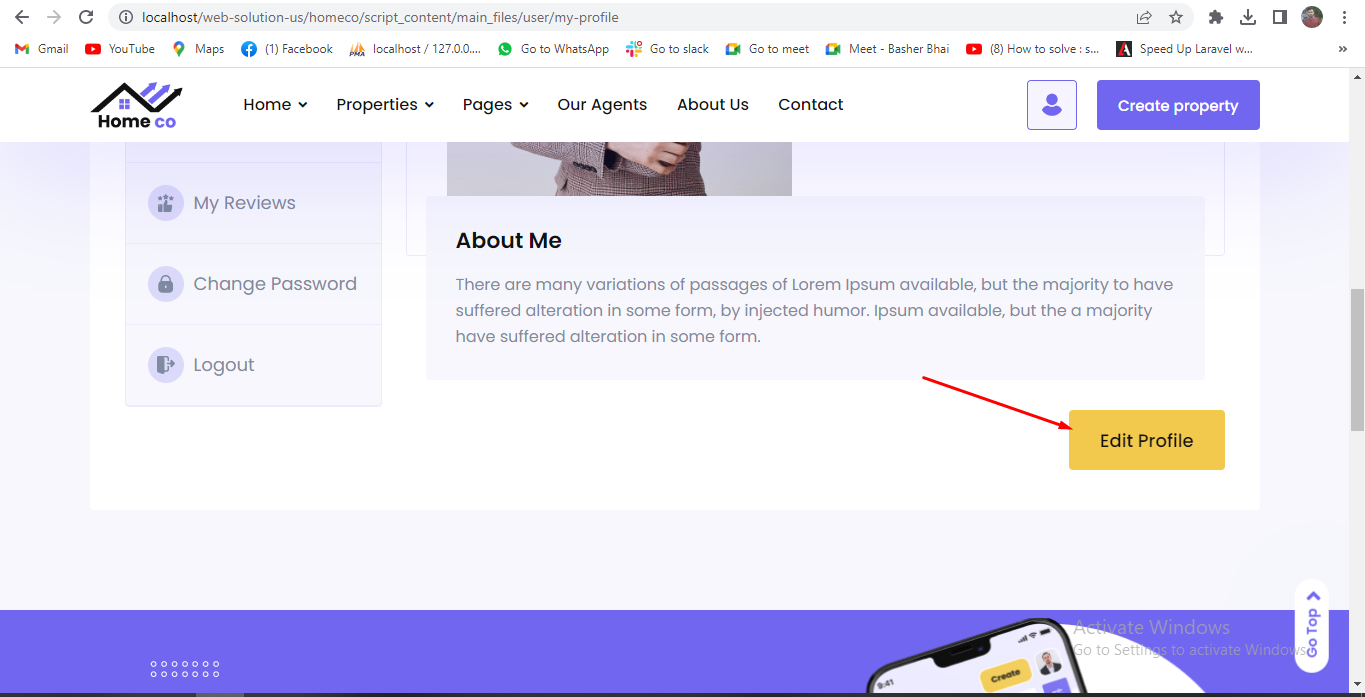 localhost/web-solution-us/homeco/script_content/main_files/user/my-profile
Gmail YouTube Maps (1) Facebook localhost / 127.0.0.... Go to WhatsApp Go to slack Go to meet Meet - Basher Bhai (8) How to solve : s... Speed Up Laravel w...
PMA
Home co
Home Properties Pages Our Agents About Us Contact Create property
My Reviews
Change Password
Logout
About Me
There are many variations of passages of Lorem Ipsum available, but the majority to have
suffered alteration in some form, by injected humor. Ipsum available, but the a majority
have suffered alteration in some form.
Edit Profile
Go Top
Activate Windows
Go to Settings to activate Windows.
9:41
Create